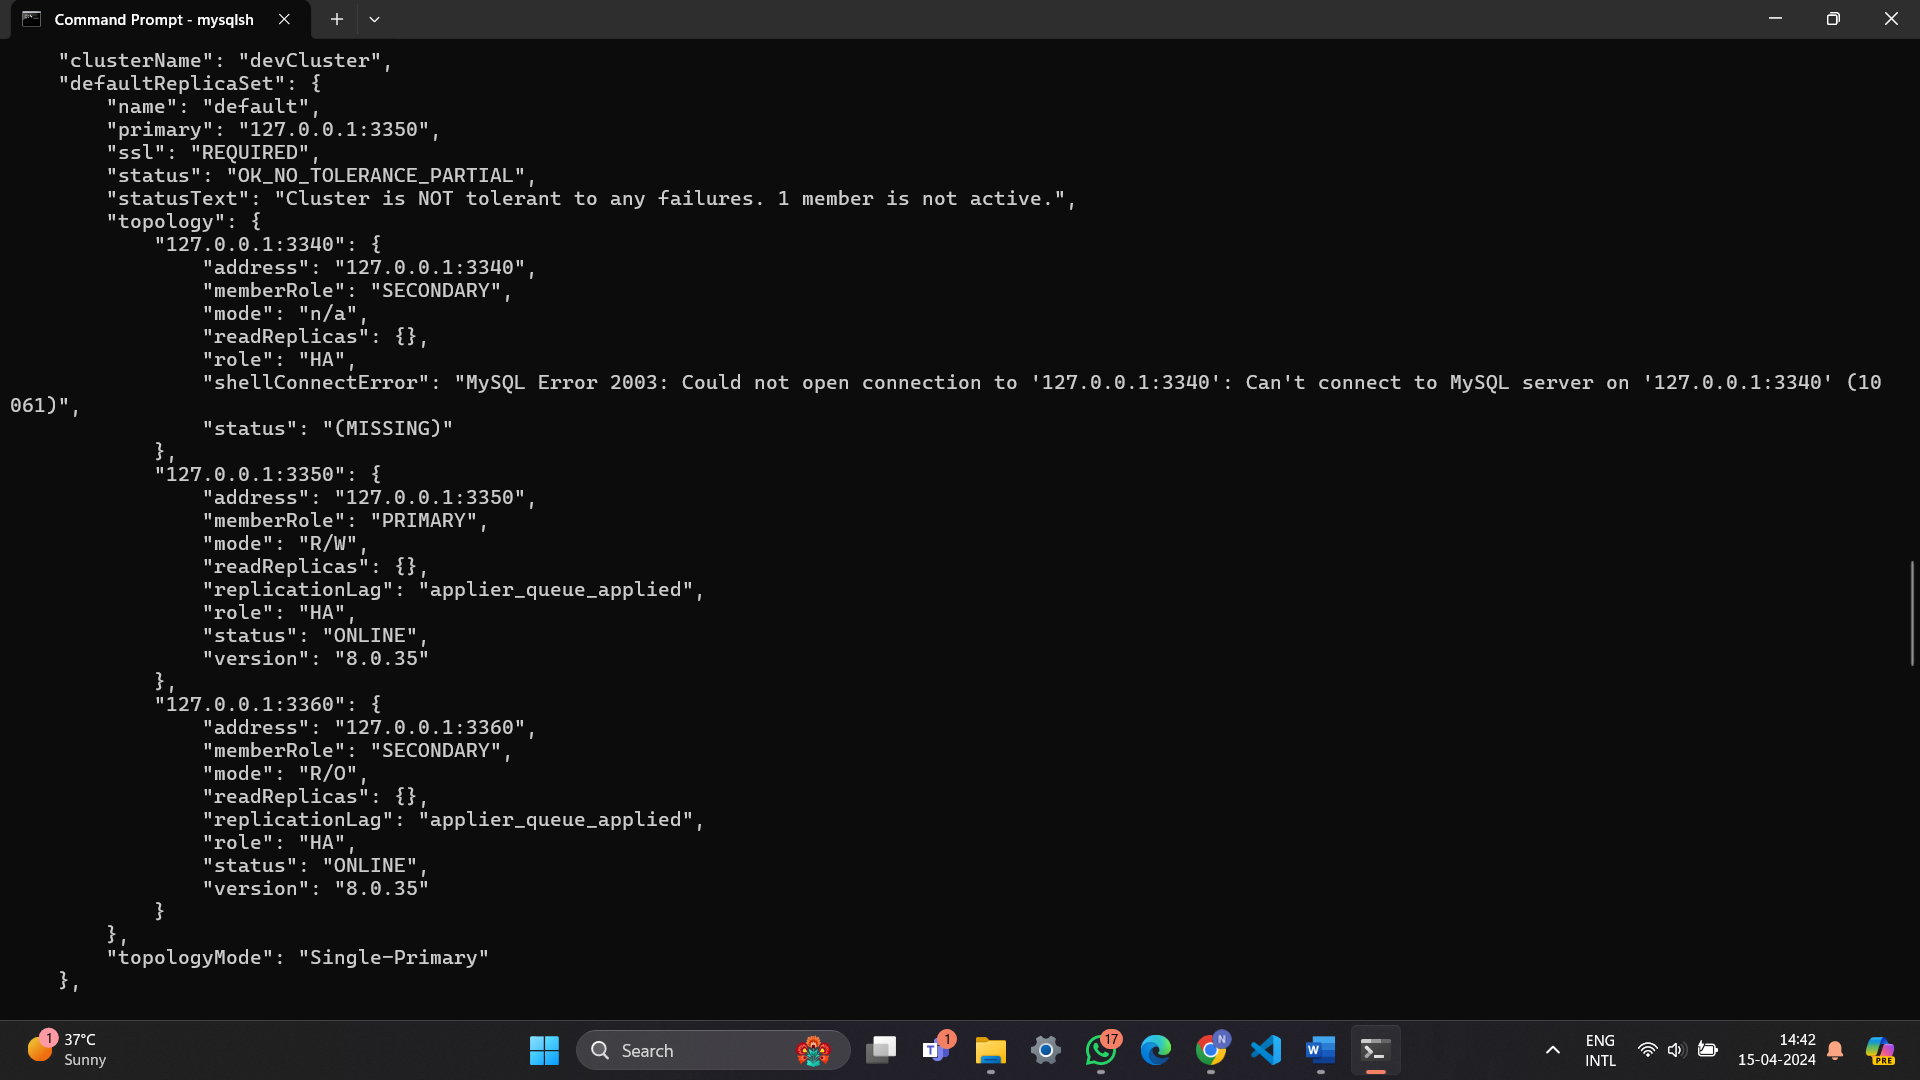 Command Prompt - mysqlsh
"clusterName": "devCluster",
"defaultReplicaSet": {
"name": "default",
"primary": "127.0.0.1:3350",
"ssl": "REQUIRED",
"status": "OK_NO_TOLERANCE_PARTIAL",
"statusText": "Cluster is NOT tolerant to any failures. 1 member is not active.",
"topology": {
"127.0.0.1:3340": {
"address": "127.0.0.1:3340",
"memberRole": "SECONDARY",
"mode": "n/a",
"readReplicas": {},
"role": "HA",
"shellConnectError": "MySQL Error 2003: Could not open connection to '127.0.0.1:3340': Can't connect to MySQL server on '127.0.0.1:3340' (10
061)",
"status": "(MISSING)"
},
"127.0.0.1:3350": {
"address": "127.0.0.1:3350",
"memberRole": "PRIMARY",
"mode": "R/W",
"readReplicas": {},
"replicationLag": "applier_queue_applied",
"role": "HA",
"status": "ONLINE",
"version": "8.0.35"
},
"127.0.0.1:3360": {
"address": "127.0.0.1:3360",
"memberRole": "SECONDARY",
"mode": "R/O",
"readReplicas": {},
"replicationLag": "applier_queue_applied",
"role": "HA",
"status": "ONLINE",
"version": "8.0.35"
}
},
"topologyMode": "Single-Primary"
},
1
37°C
Sunny
Search
T
1
17
N
W
ENG
INTL
14:42
15-04-2024
PRE